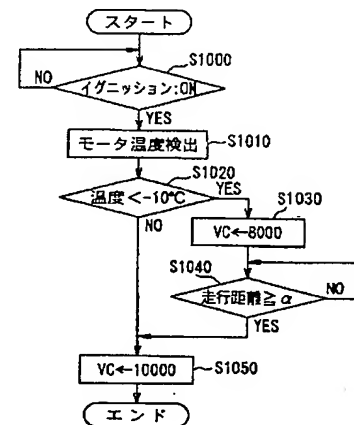 スタート
S1000
イグニッション:ON
NO
YES
モータ温度検出
S1010
S1020
温度<-10℃
YES
NO
S1030
VC←8000
S1040
走行距離≧α
NO
YES
VC←10000
S1050
エンド